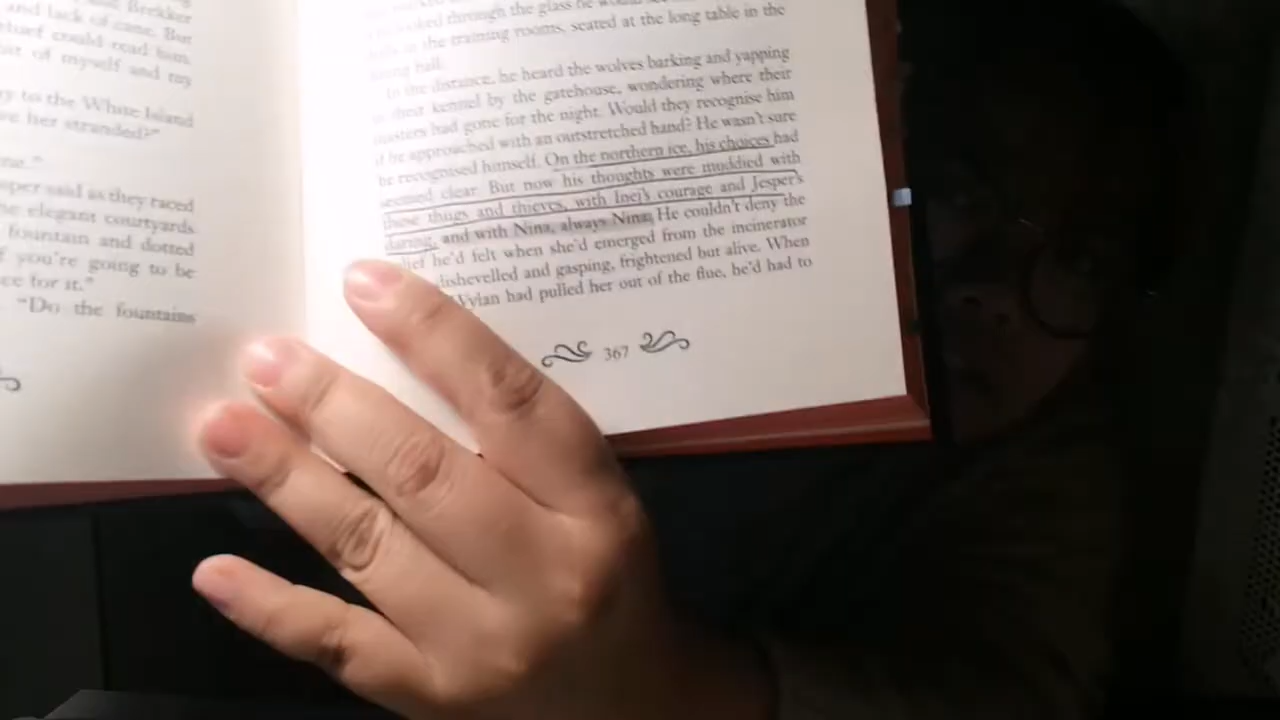 Brekker
and lack of cane. But
could read him.
of myself and my
to the White Island
her stranded?"
said as they raced
elegant courtyards
fountain and dotted
you're going to be
for it."
"Do the fountains
through the glass he
in the training rooms, seated at the long table in the
hall.
In the distance, he heard the wolves barking and yapping
in their kennel by the gatehouse, wondering where their
masters had gone for the night. Would they recognise him
if he approached with an outstretched hand? He wasn't sure
he recognised himself. On the northern ice, his choices had
seemed clear. But now his thoughts were muddied with
these thugs and thieves, with Inej's courage and Jesper's
daring, and with Nina, always Nina. He couldn't deny the
he'd felt when she'd emerged from the incinerator
dishevelled and gasping, frightened but alive. When
Wylan had pulled her out of the flue, he'd had to
367